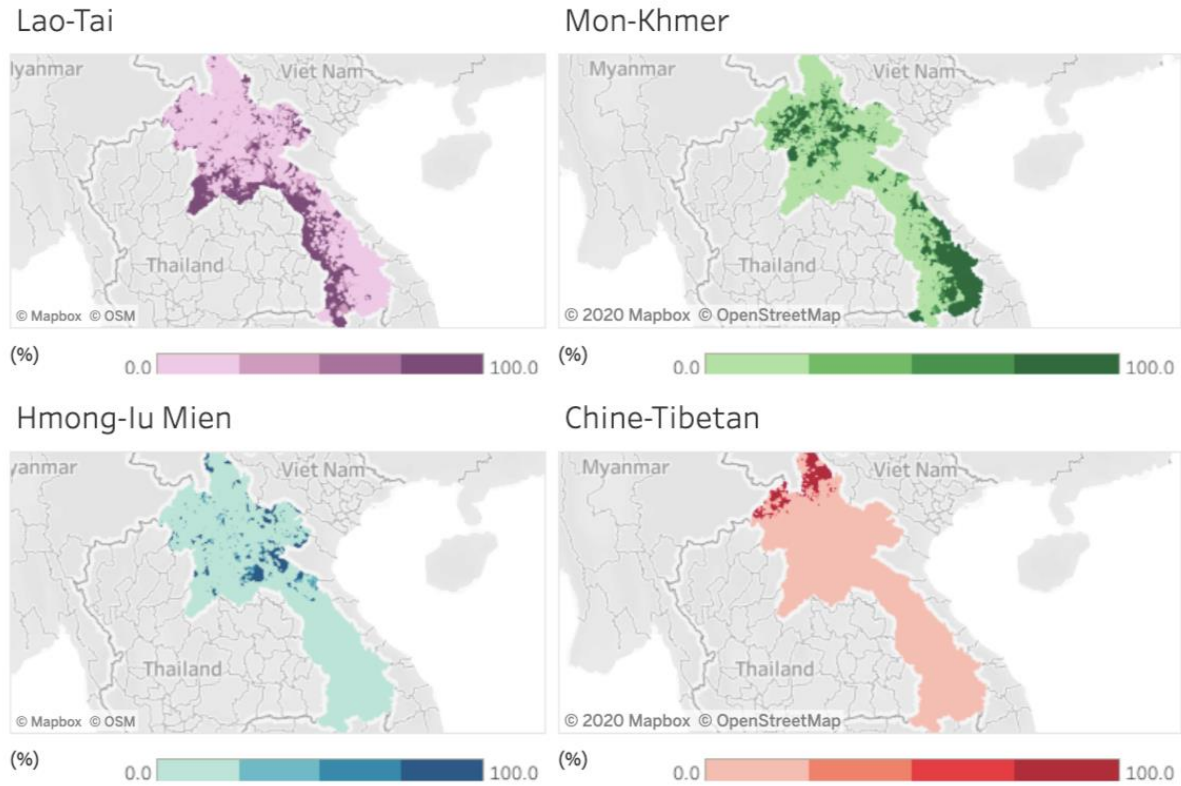 Lao-Tai
Mon-Khmer
lyanmar
Viet Nam
Myanmar
Viet Nam
Thailand
Thailand
© Mapbox © OSM
© 2020 Mapbox © OpenStreetMap
(%)
0.0
100.0
(%)
0.0
100.0
Hmong-Iu Mien
Chine-Tibetan
yanmar
Viet Nam
Myanmar
Viet Nam
Thailand
Thailand
© Mapbox © OSM
© 2020 Mapbox © OpenStreetMap
(%)
0.0
100.0
(%)
0.0
100.0